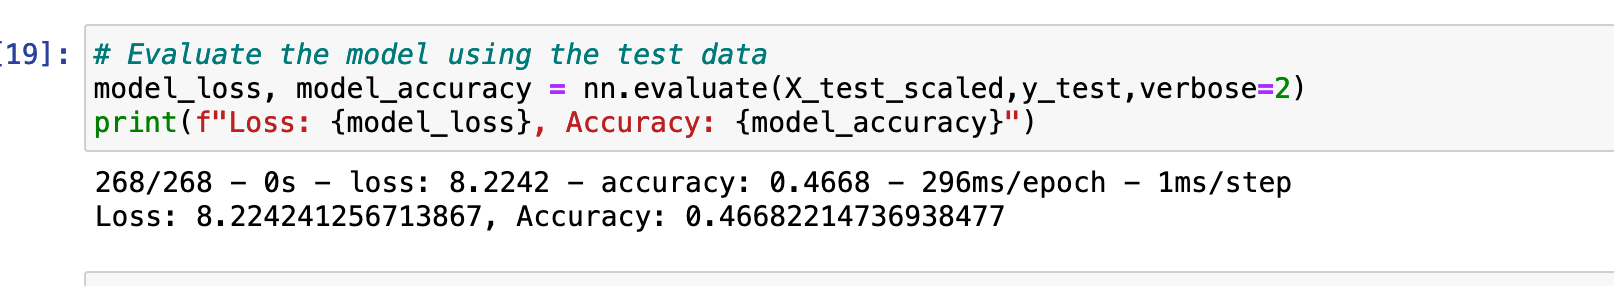 [19]:
# Evaluate the model using the test data
model_loss, model_accuracy = nn.evaluate(X_test_scaled,y_test,verbose=2)
print(f"Loss: {model_loss}, Accuracy: {model_accuracy}")
268/268 – 0s – loss: 8.2242 – accuracy: 0.4668 – 296ms/epoch – 1ms/step
Loss: 8.224241256713867, Accuracy: 0.46682214736938477